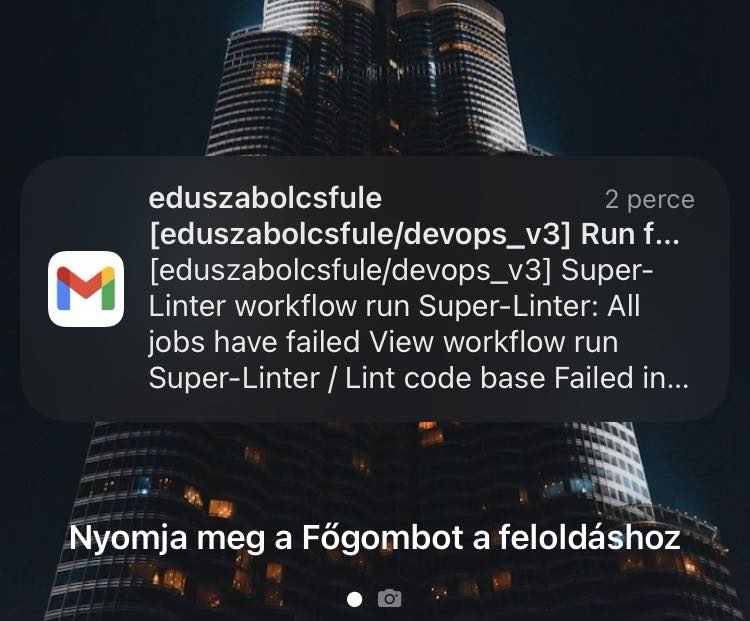 eduszabolcsfule
2 perce
[eduszabolcsfule/devops_v3] Run f...
[eduszabolcsfule/devops_v3] Super-
Linter workflow run Super-Linter: All
jobs have failed View workflow run
Super-Linter / Lint code base Failed in...
Nyomja meg a Főgombot a feloldáshoz